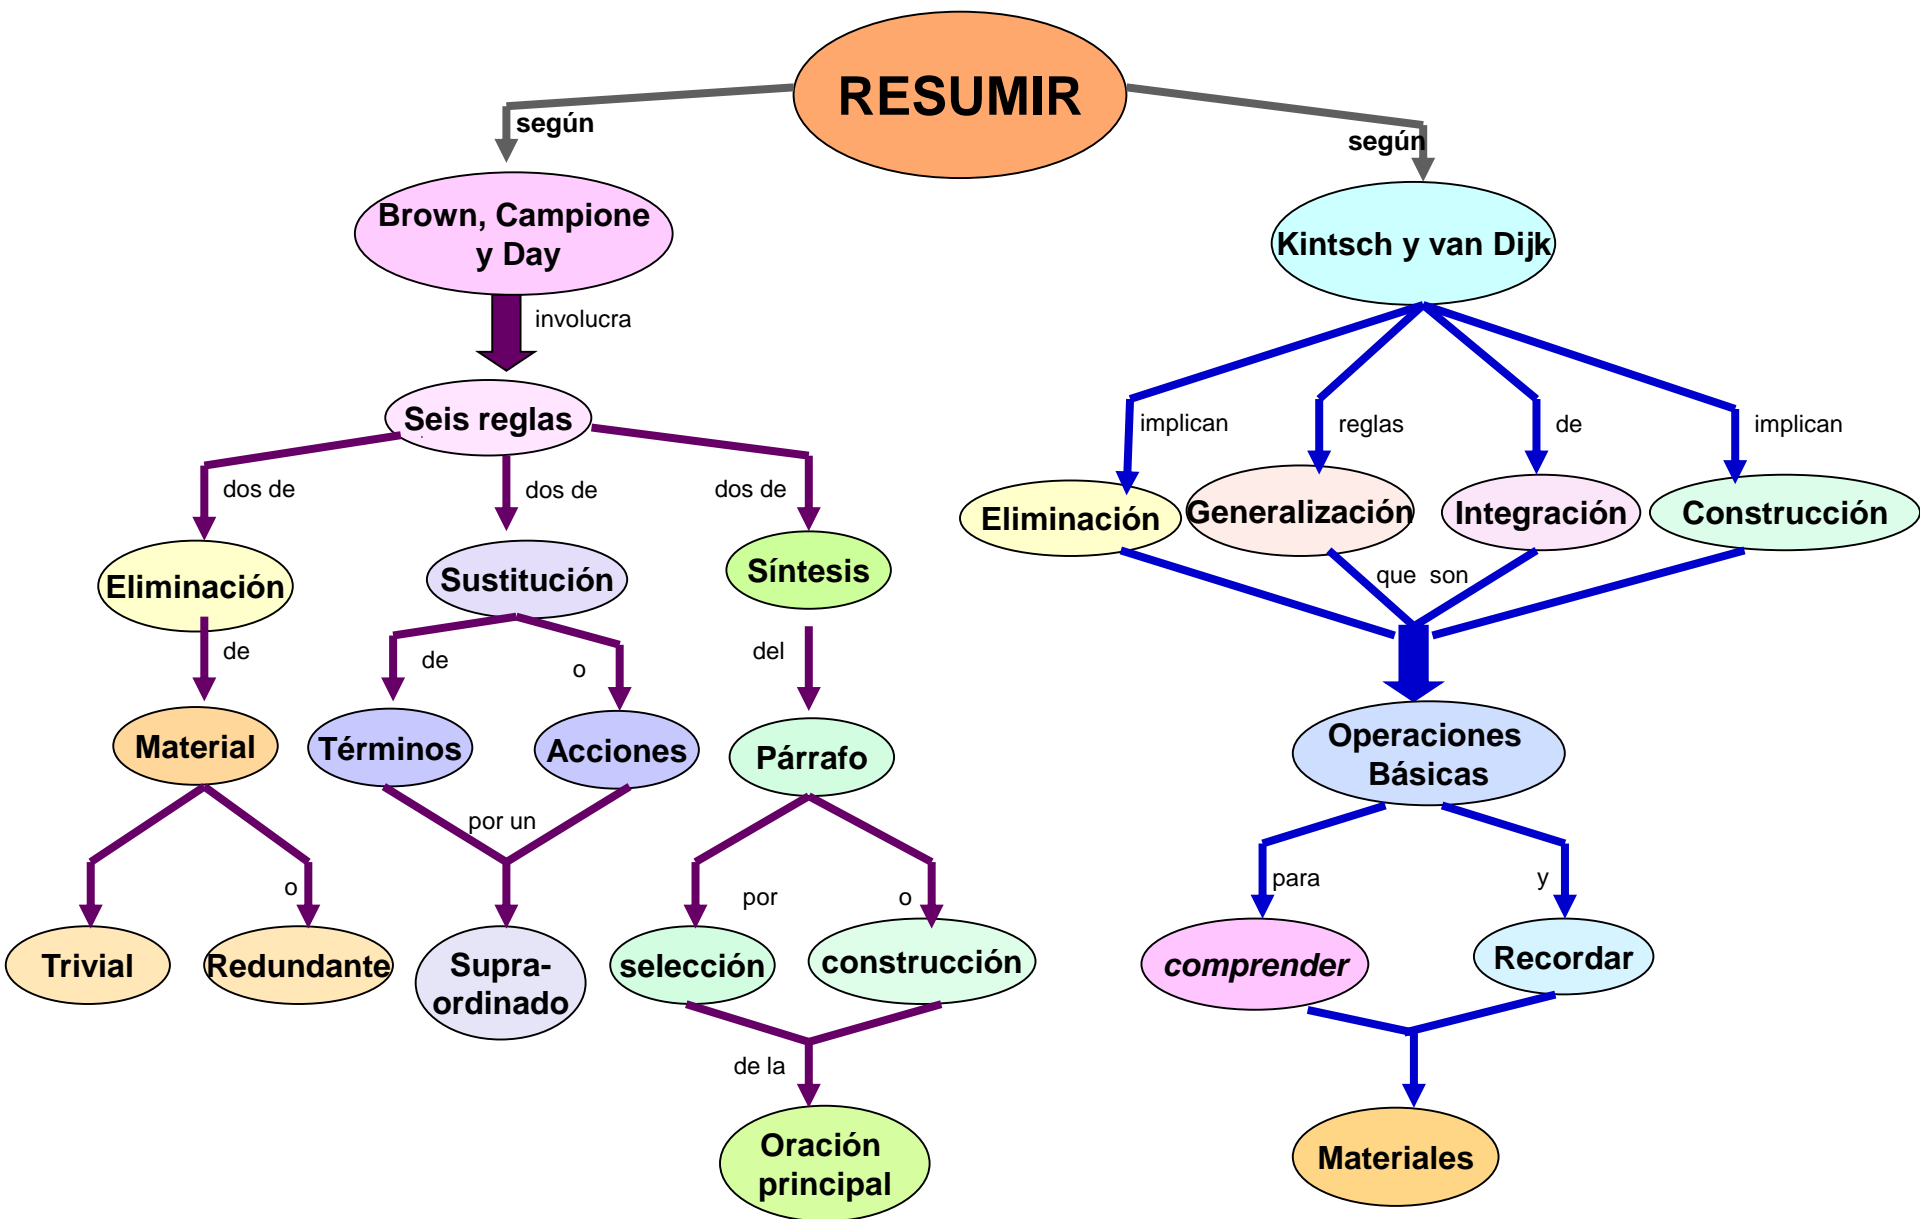 RESUMIR
según
según
Brown, Campione
y Day
Kintsch y van Dijk
involucra
Seis reglas
implican
reglas
de
implican
dos de
dos de
dos de
Eliminación
Generalización
Integración
Construcción
Eliminación
Sustitución
Síntesis
que son
de
de
o
del
Material
Términos
Acciones
Párrafo
Operaciones
Básicas
por un
o
por
o
para
y
Trivial
Redundante
Supra-
ordinado
selección
construcción
comprender
Recordar
de la
Oración
principal
Materiales